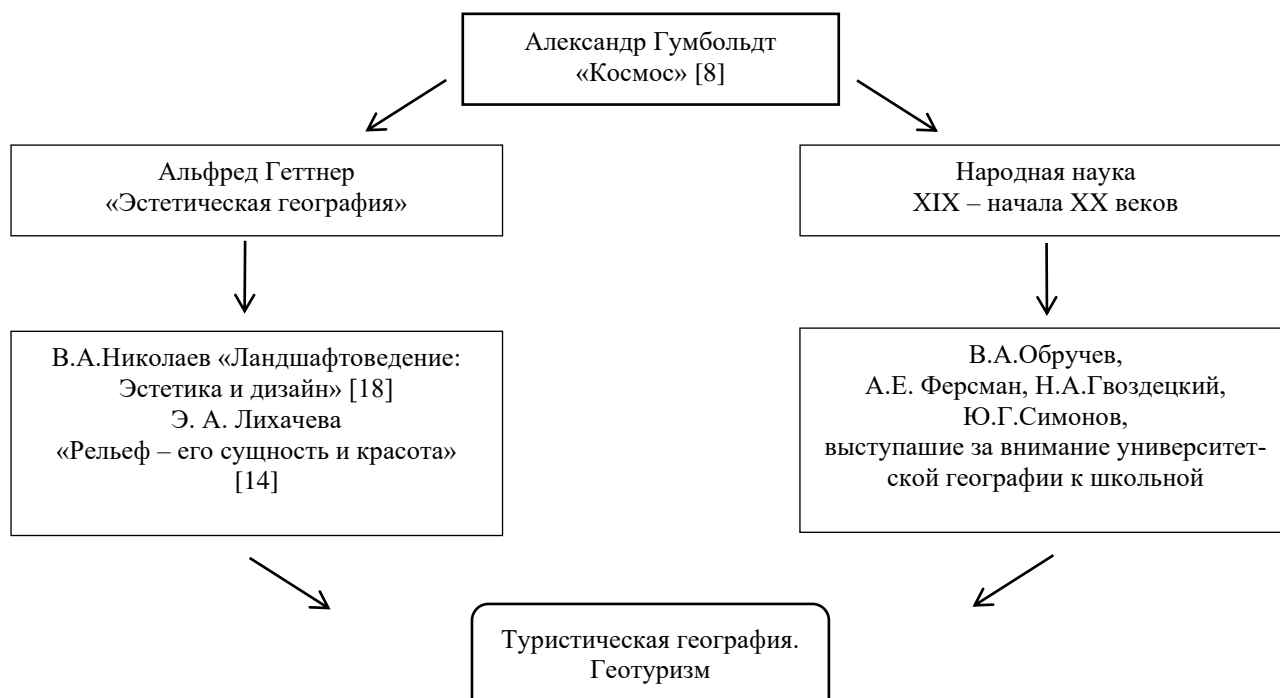 Александр Гумбольдт
«Космос» [8]
Альфред Геттнер
«Эстетическая география»
Народная наука
XIX – начала XX веков
В.А.Николаев «Ландшафтоведение:
Эстетика и дизайн» [18]
Э. А. Лихачева
«Рельеф – его сущность и красота»
[14]
В.А.Обручев,
А.Е. Ферсман, Н.А.Гвоздецкий,
Ю.Г.Симонов,
выступашие за внимание университет-
ской географии к школьной
Туристическая география.
Геотуризм